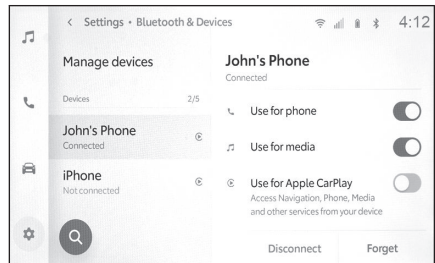 < Settings • Bluetooth & Devices
4:12
Manage devices
Devices 2/5
John's Phone
Connected
iPhone
Not connected
John's Phone
Connected
Use for phone
Use for media
Use for Apple CarPlay
Access Navigation, Phone, Media
and other services from your device
Disconnect Forget